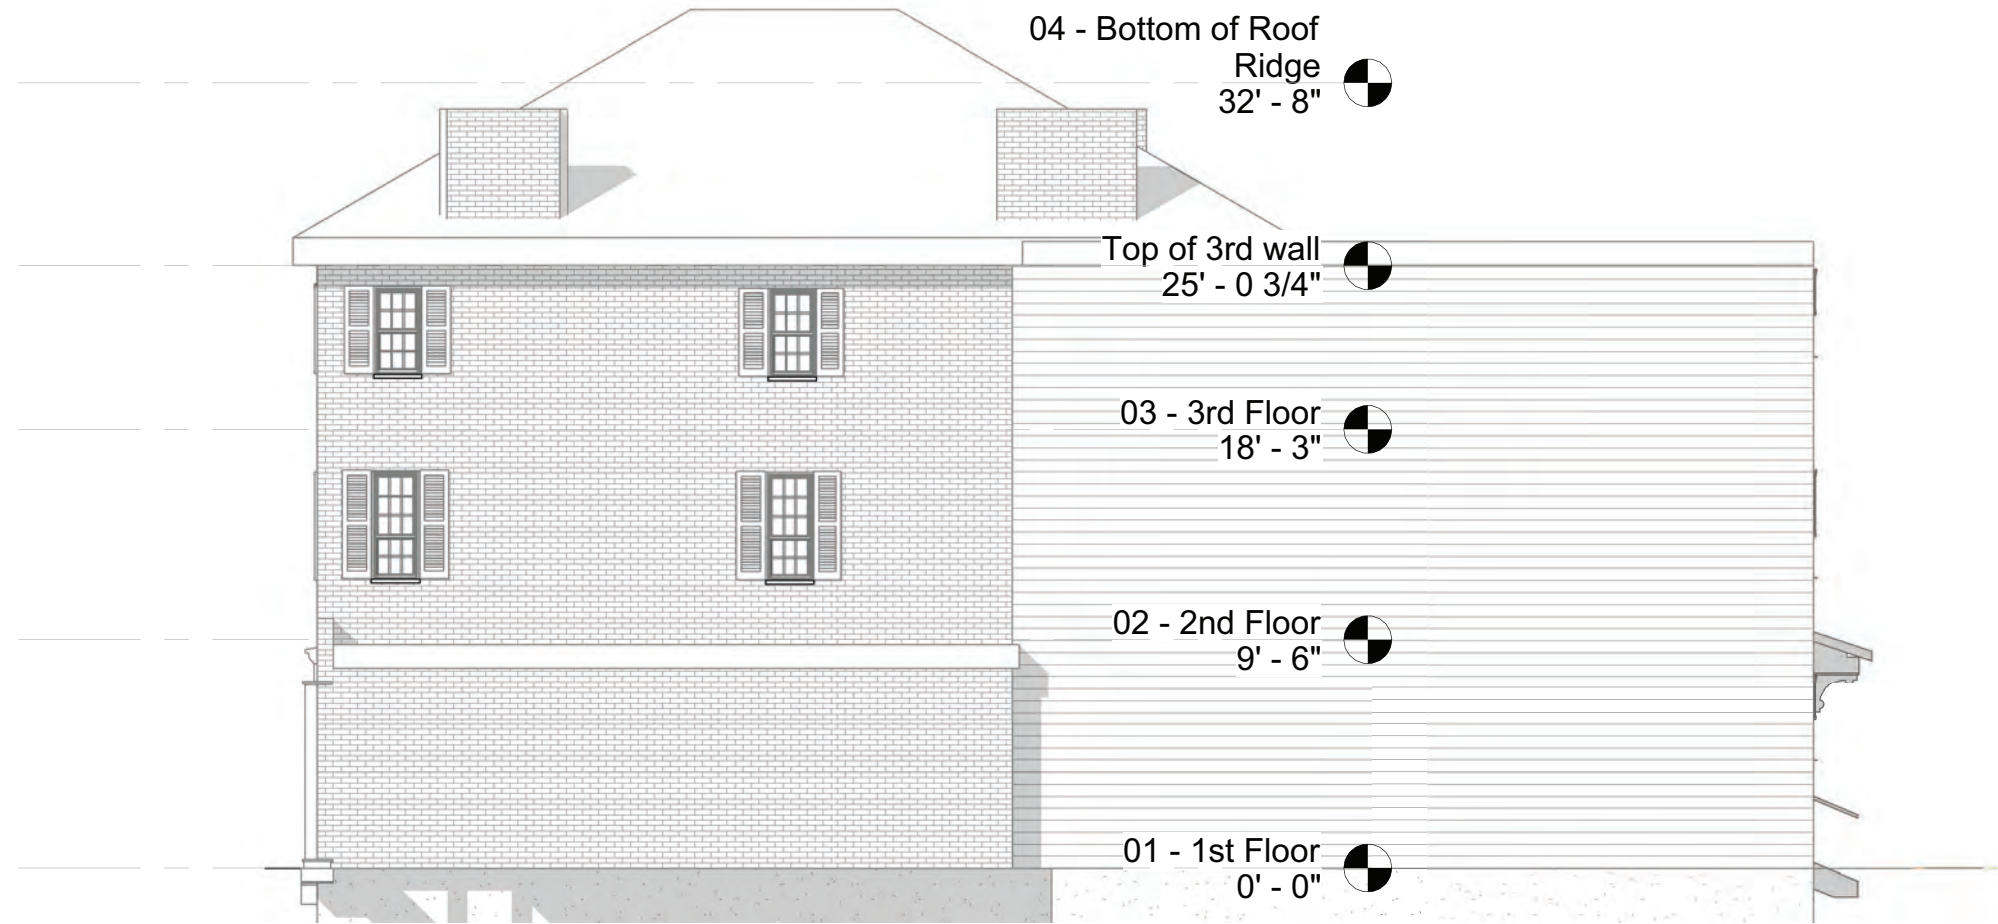 04 - Bottom of Roof
Ridge
32' - 8"
Top of 3rd wall
25' - 0 3/4"
03 - 3rd Floor
18' - 3"
02 - 2nd Floor
9' - 6"
01 - 1st Floor
0' - 0"